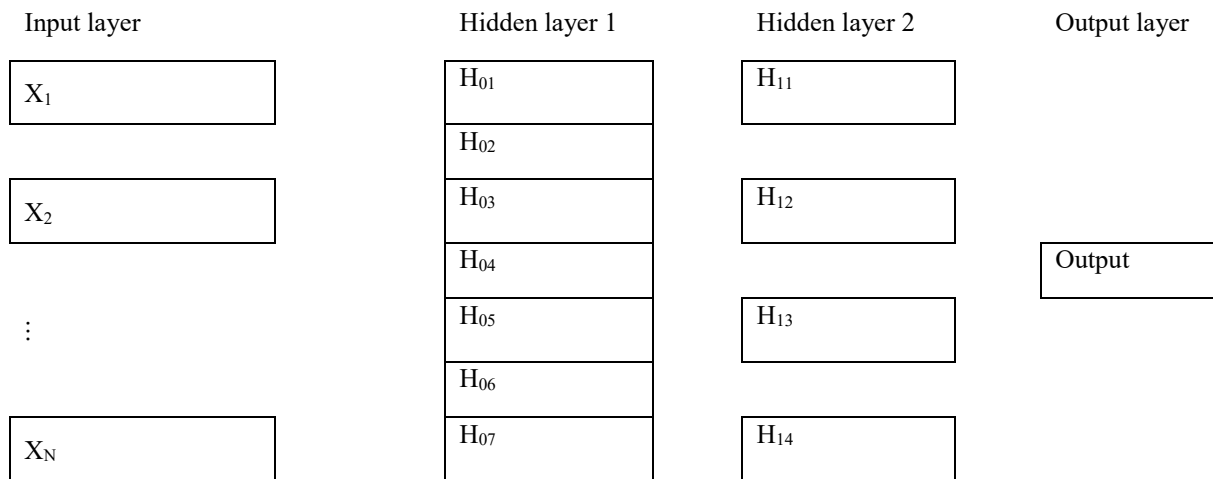 Input layer Hidden layer 1 Hidden layer 2 Output layer
X₁ H₀₁ H₁₁
H₀₂
X₂ H₀₃ H₁₂
H₀₄ Output
⋮ H₀₅ H₁₃
H₀₆
X_N H₀₇ H₁₄